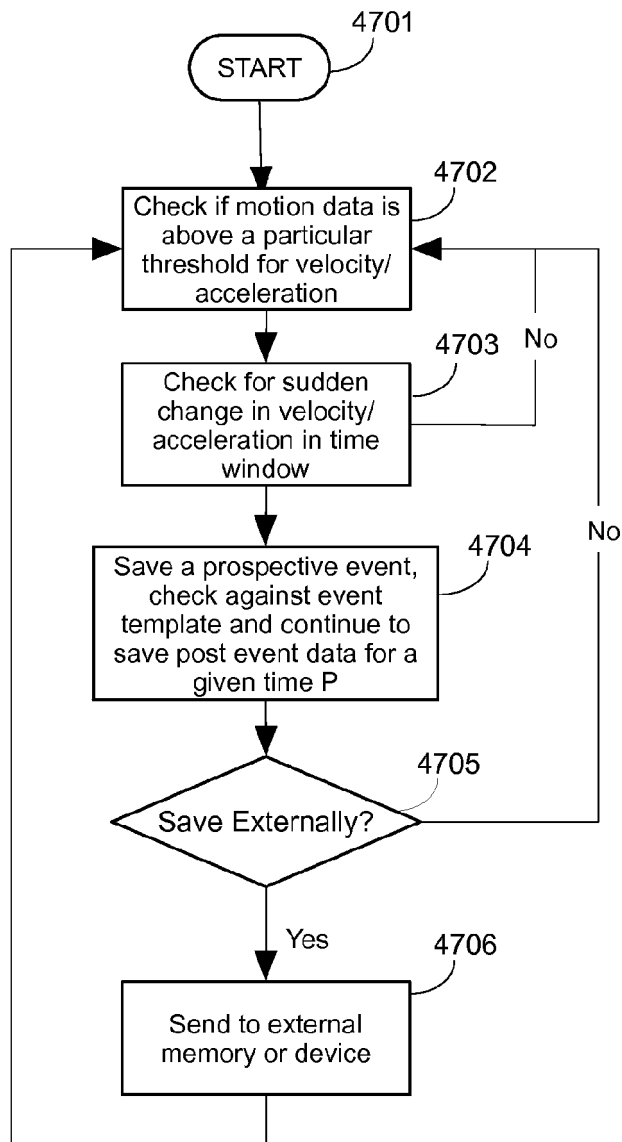 4701
START
4702
Check if motion data is
above a particular
threshold for velocity/
acceleration
4703
No
Check for sudden
change in velocity/
acceleration in time
window
No
4704
Save a prospective event,
check against event
template and continue to
save post event data for a
given time P
4705
Save Externally?
Yes
4706
Send to external
memory or device